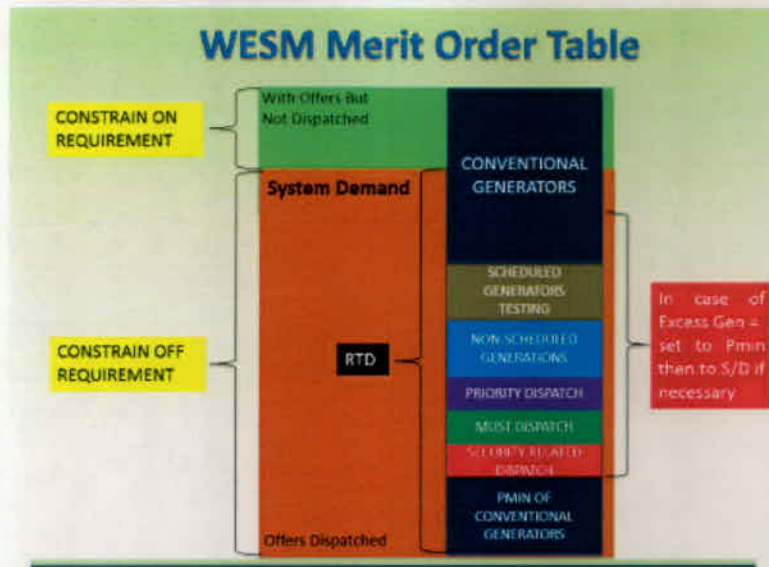 WESM Merit Order Table
CONSTRAIN ON
REQUIREMENT
With Offers But
Not Dispatched
CONVENTIONAL
GENERATORS
System Demand
SCHEDULED
GENERATORS
TESTING
In case of
Excess Gen =
set to Pmin
then to S/D if
necessary
CONSTRAIN OFF
REQUIREMENT
RTD
NON-SCHEDULED
GENERATIONS
PRIORITY DISPATCH
MUST DISPATCH
SECURITY RELATED
DISPATCH
PMIN OF
CONVENTIONAL
GENERATORS
Offers Dispatched